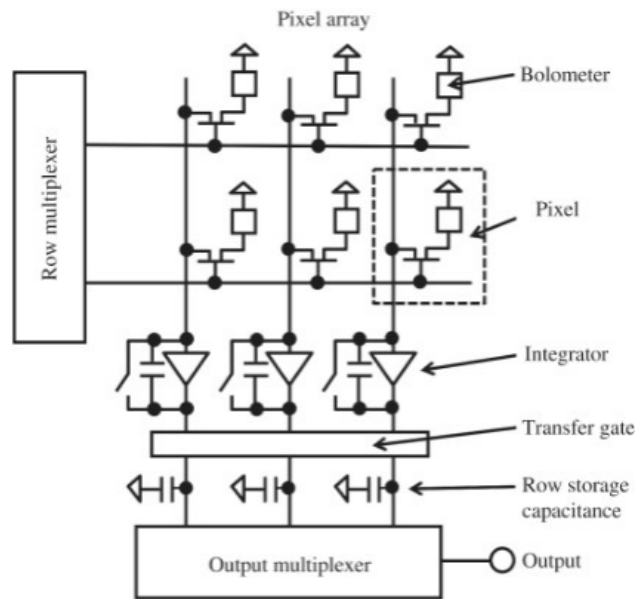 Pixel array
Bolometer
Row multiplexer
Pixel
Integrator
Transfer gate
Row storage
capacitance
Output multiplexer
Output